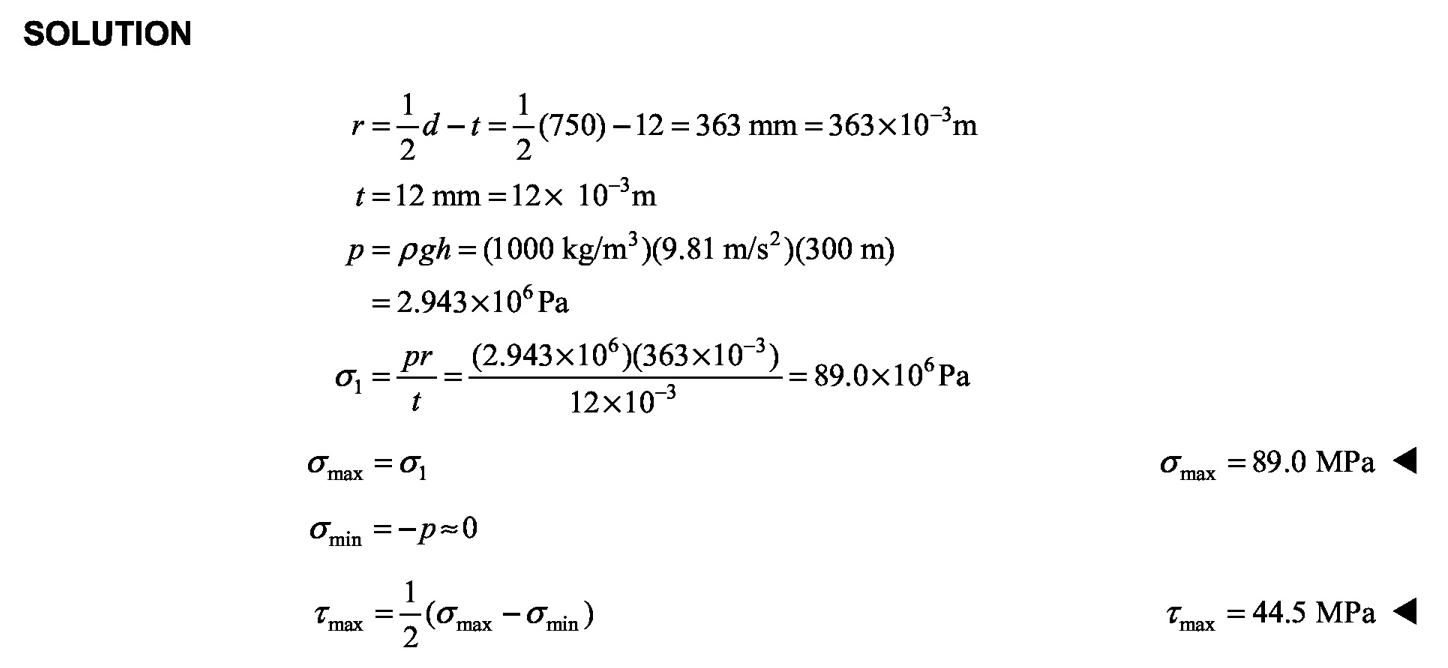 SOLUTION
r = 1/2 d − t = 1/2 (750) − 12 = 363 mm = 363×10⁻³m
t = 12 mm = 12× 10⁻³m
p = ρgh = (1000 kg/m³)(9.81 m/s²)(300 m)
= 2.943×10⁶ Pa
σ₁ = pr/t = (2.943×10⁶)(363×10⁻³)/12×10⁻³ = 89.0×10⁶ Pa
σmax = σ₁ σmax = 89.0 MPa ◀
σmin = −p ≈ 0
τmax = 1/2 (σmax − σmin) τmax = 44.5 MPa ◀